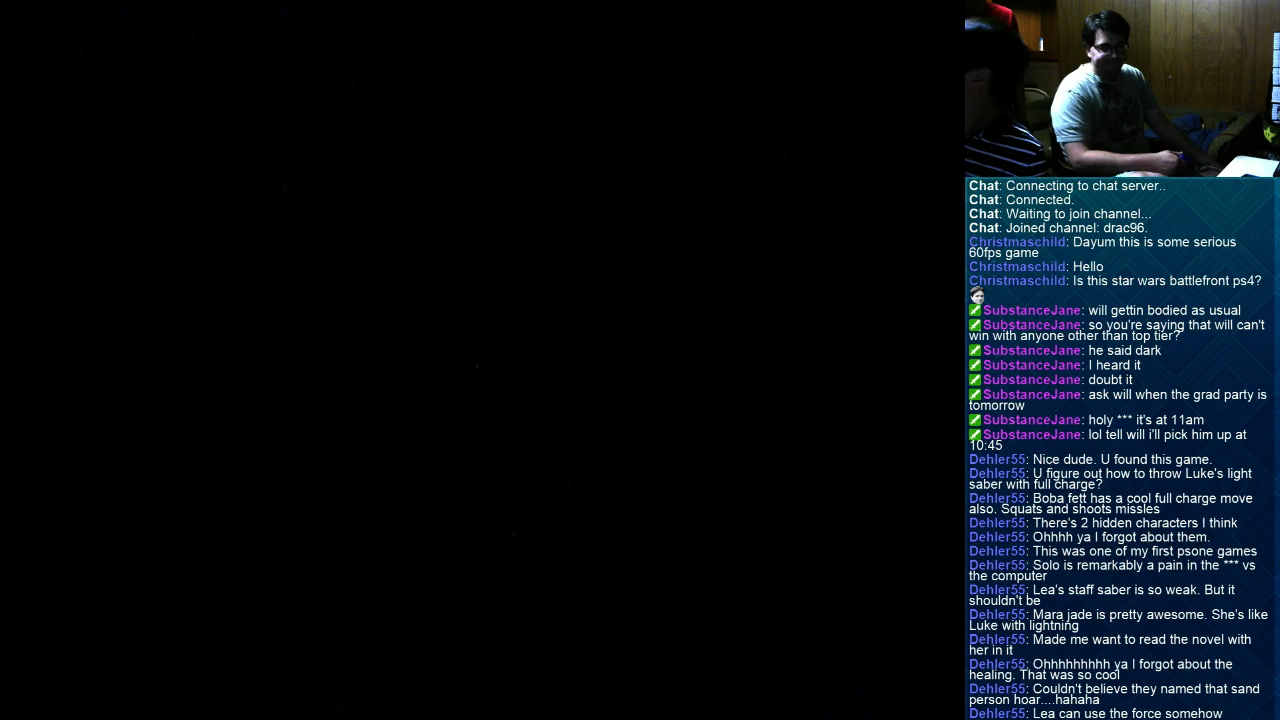 Chat: Connecting to chat server..
Chat: Connected.
Chat: Waiting to join channel...
Chat: Joined channel: drac96.
Christmaschild: Dayum this is some serious
60fps game
Christmaschild: Hello
Christmaschild: Is this star wars battlefront ps4?
SubstanceJane: will gettin bodied as usual
SubstanceJane: so you're saying that will can't
win with anyone other than top tier?
SubstanceJane: he said dark
SubstanceJane: I heard it
SubstanceJane: doubt it
SubstanceJane: ask will when the grad party is
tomorrow
SubstanceJane: holy *** it's at 11am
SubstanceJane: lol tell will i'll pick him up at
10:45
Dehler55: Nice dude. U found this game.
Dehler55: U figure out how to throw Luke's light
saber with full charge?
Dehler55: Boba fett has a cool full charge move
also. Squats and shoots missles
Dehler55: There's 2 hidden characters I think
Dehler55: Ohhhh ya I forgot about them.
Dehler55: This was one of my first psone games
Dehler55: Solo is remarkably a pain in the *** vs
the computer
Dehler55: Lea's staff saber is so weak. But it
shouldn't be
Dehler55: Mara jade is pretty awesome. She's like
Luke with lightning
Dehler55: Made me want to read the novel with
her in it
Dehler55: Ohhhhhhhhh ya I forgot about the
healing. That was so cool
Dehler55: Couldn't believe they named that sand
person hoar....hahaha
Dehler55: Lea can use the force somehow